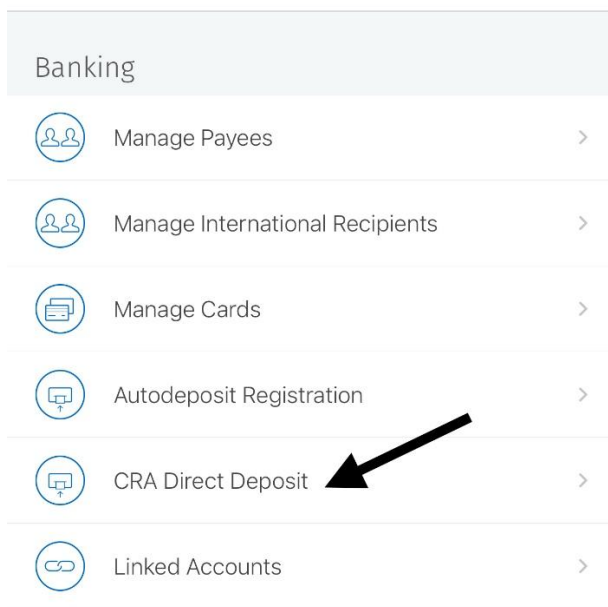 Banking
Manage Payees
Manage International Recipients
Manage Cards
Autodeposit Registration
CRA Direct Deposit
Linked Accounts